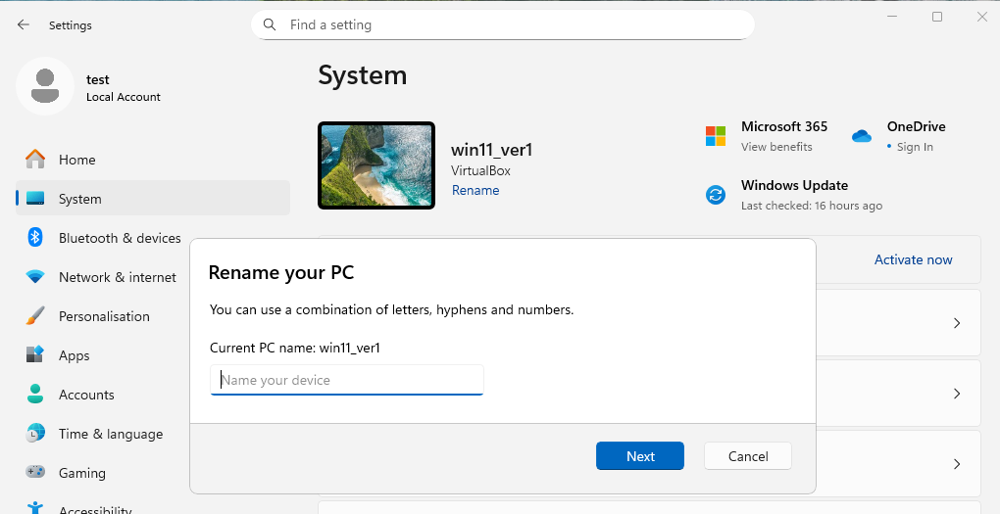 Settings
Find a setting
test
Local Account
Home
System
Bluetooth & devices
Network & internet
Personalisation
Apps
Accounts
Time & language
Gaming
Accessibility
System
win11_ver1
VirtualBox
Rename
Microsoft 365
View benefits
OneDrive
• Sign In
Windows Update
Last checked: 16 hours ago
Activate now
Rename your PC
You can use a combination of letters, hyphens and numbers.
Current PC name: win11_ver1
Name your device
Next
Cancel